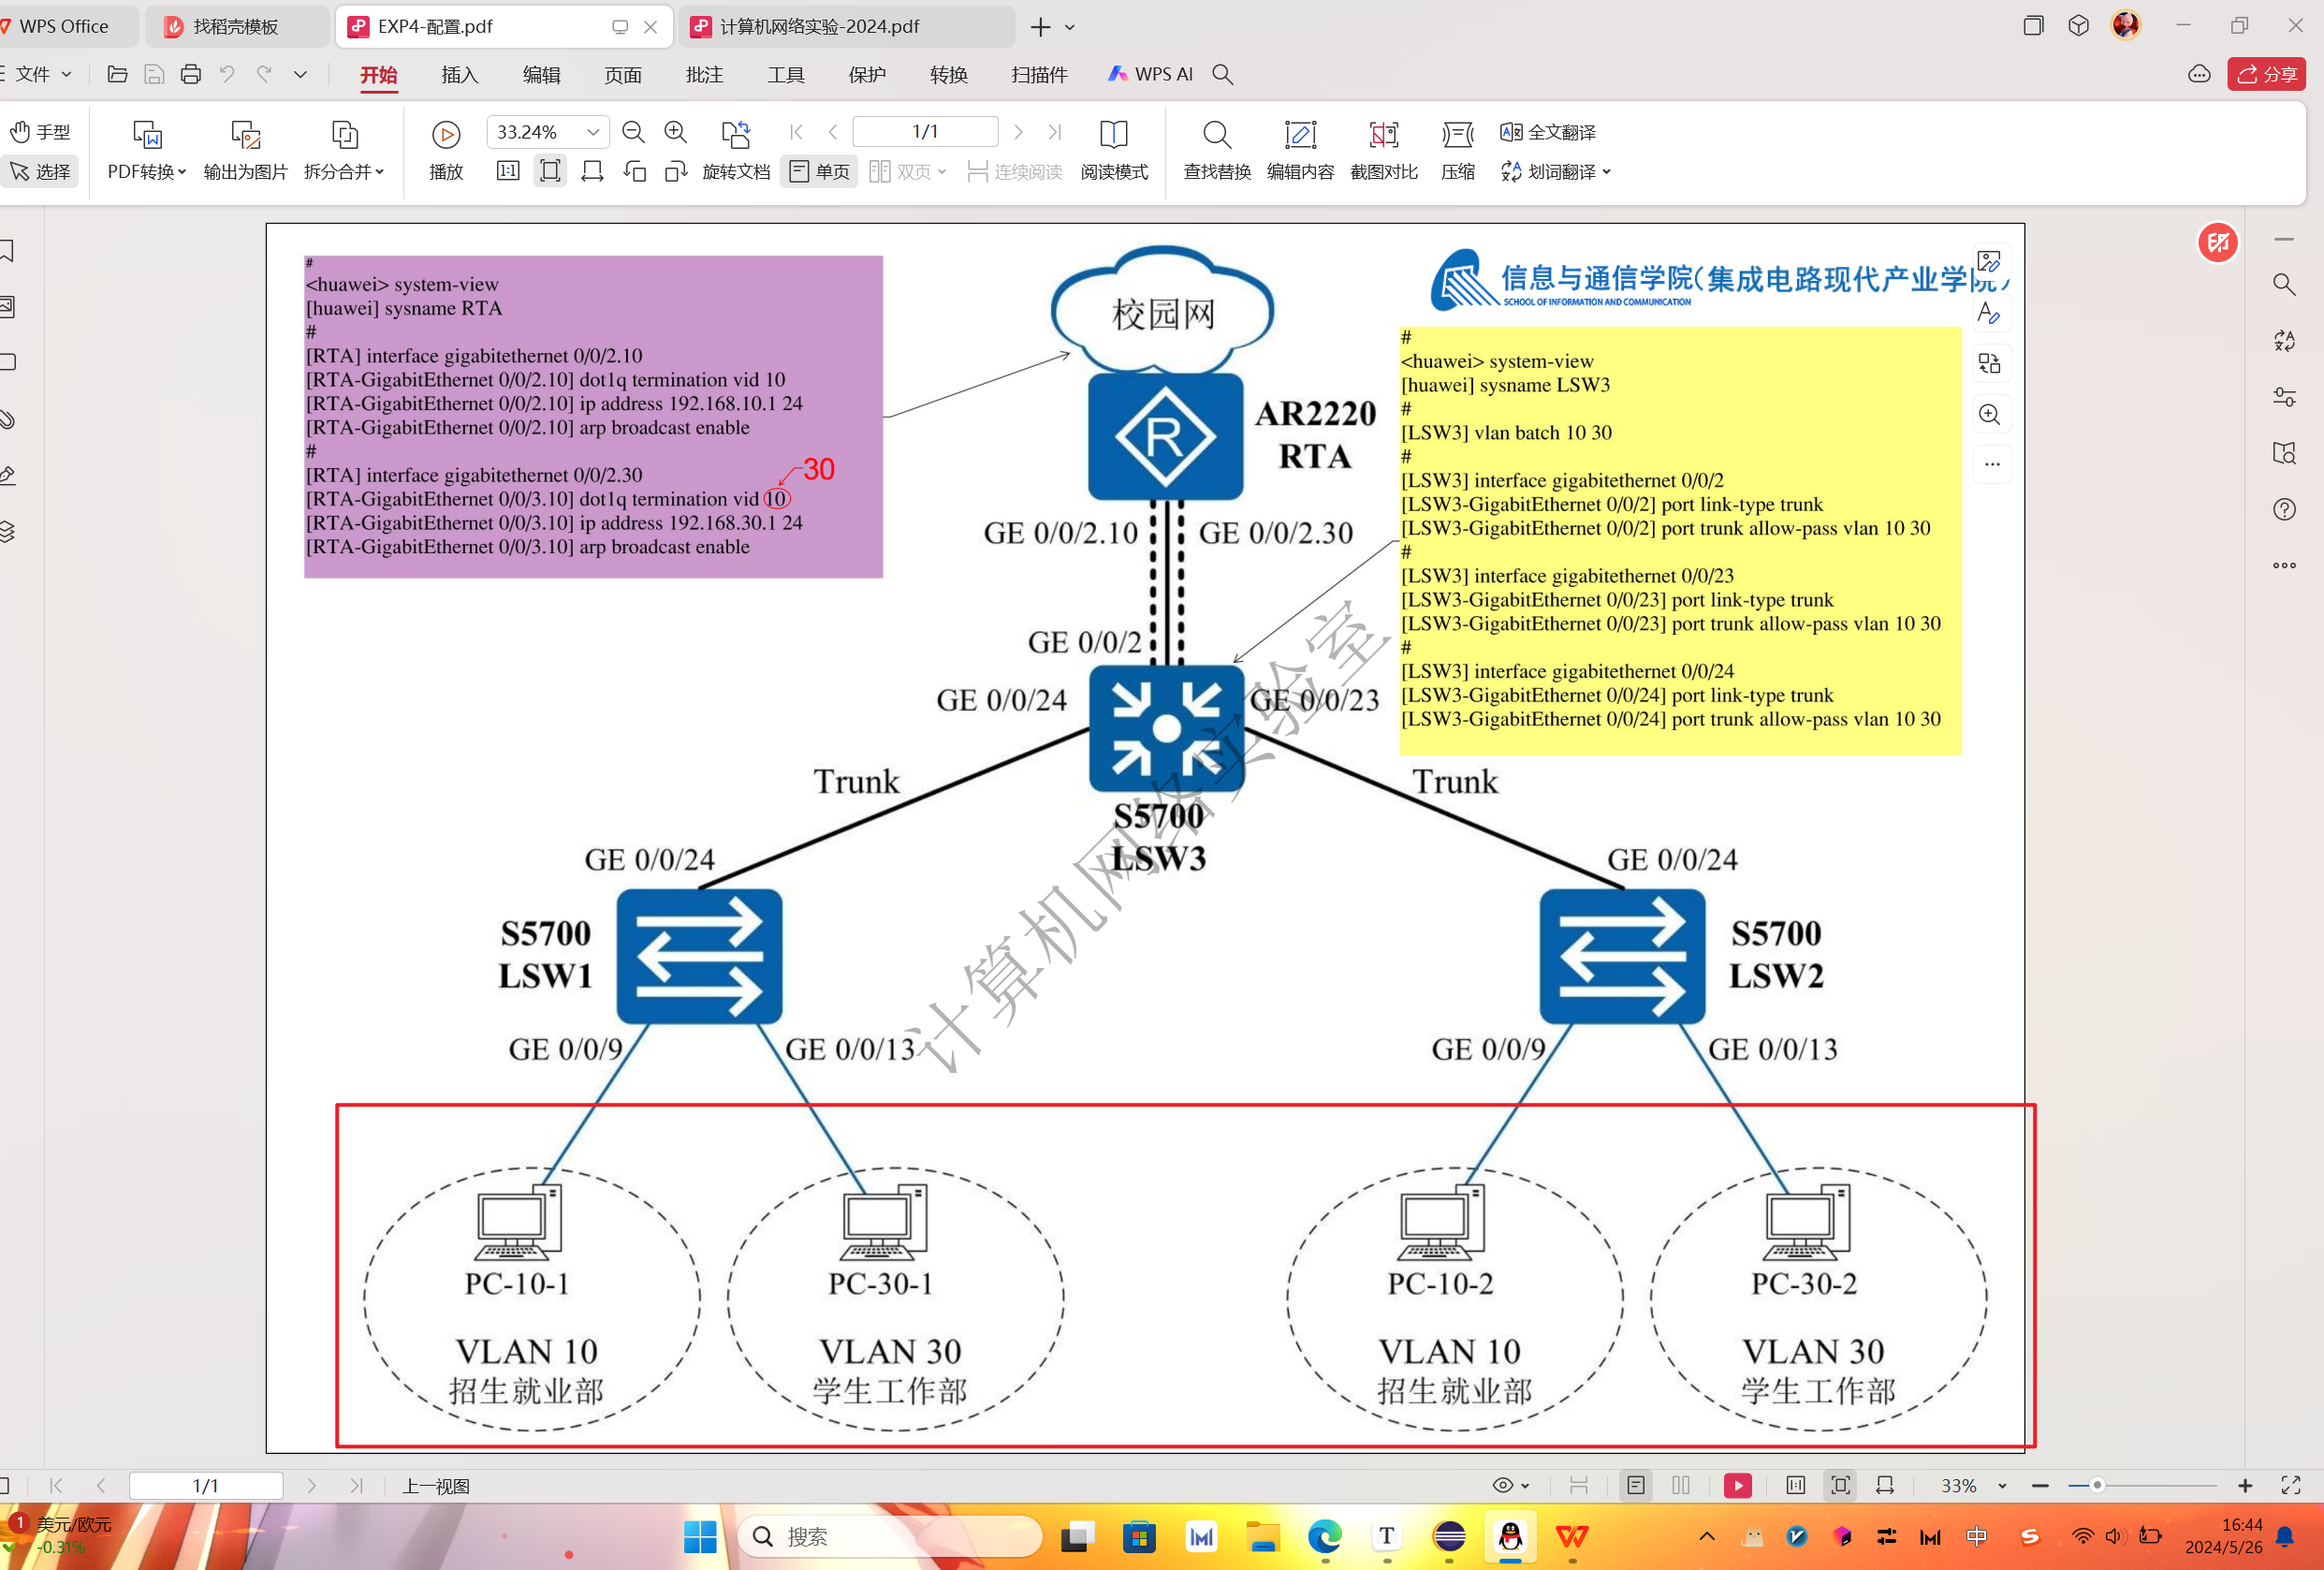 WPS Office
找稻壳模板
EXP4-配置.pdf
计算机网络实验-2024.pdf
文件
开始
插入
编辑
页面
批注
工具
保护
转换
扫描件
WPS AI
分享
手型
选择
PDF转换
输出为图片
拆分合并
播放
33.24%
1:1
旋转文档
1/1
单页
双页
连续阅读
阅读模式
查找替换
编辑内容
截图对比
压缩
全文翻译
划词翻译
#
<huawei> system-view
[huawei] sysname RTA
#
[RTA] interface gigabitethernet 0/0/2.10
[RTA-GigabitEthernet 0/0/2.10] dot1q termination vid 10
[RTA-GigabitEthernet 0/0/2.10] ip address 192.168.10.1 24
[RTA-GigabitEthernet 0/0/2.10] arp broadcast enable
#
[RTA] interface gigabitethernet 0/0/2.30
[RTA-GigabitEthernet 0/0/3.10] dot1q termination vid 10
30
[RTA-GigabitEthernet 0/0/3.10] ip address 192.168.30.1 24
[RTA-GigabitEthernet 0/0/3.10] arp broadcast enable
校园网
信息与通信学院(集成电路现代产业学院)
SCHOOL OF INFORMATION AND COMMUNICATION
R
AR2220
RTA
#
<huawei> system-view
[huawei] sysname LSW3
#
[LSW3] vlan batch 10 30
#
[LSW3] interface gigabitethernet 0/0/2
[LSW3-GigabitEthernet 0/0/2] port link-type trunk
[LSW3-GigabitEthernet 0/0/2] port trunk allow-pass vlan 10 30
#
[LSW3] interface gigabitethernet 0/0/23
[LSW3-GigabitEthernet 0/0/23] port link-type trunk
[LSW3-GigabitEthernet 0/0/23] port trunk allow-pass vlan 10 30
#
[LSW3] interface gigabitethernet 0/0/24
[LSW3-GigabitEthernet 0/0/24] port link-type trunk
[LSW3-GigabitEthernet 0/0/24] port trunk allow-pass vlan 10 30
GE 0/0/2.10
GE 0/0/2.30
GE 0/0/2
GE 0/0/24
GE 0/0/23
Trunk
Trunk
S5700
LSW3
计算机网络实验室
GE 0/0/24
GE 0/0/24
S5700
LSW1
S5700
LSW2
GE 0/0/9
GE 0/0/13
GE 0/0/9
GE 0/0/13
PC-10-1
PC-30-1
PC-10-2
PC-30-2
VLAN 10
VLAN 30
VLAN 10
VLAN 30
招生就业部
学生工作部
招生就业部
学生工作部
1/1
上一视图
33%
1
美元/欧元
-0.31%
搜索
T
中
16:44
2024/5/26